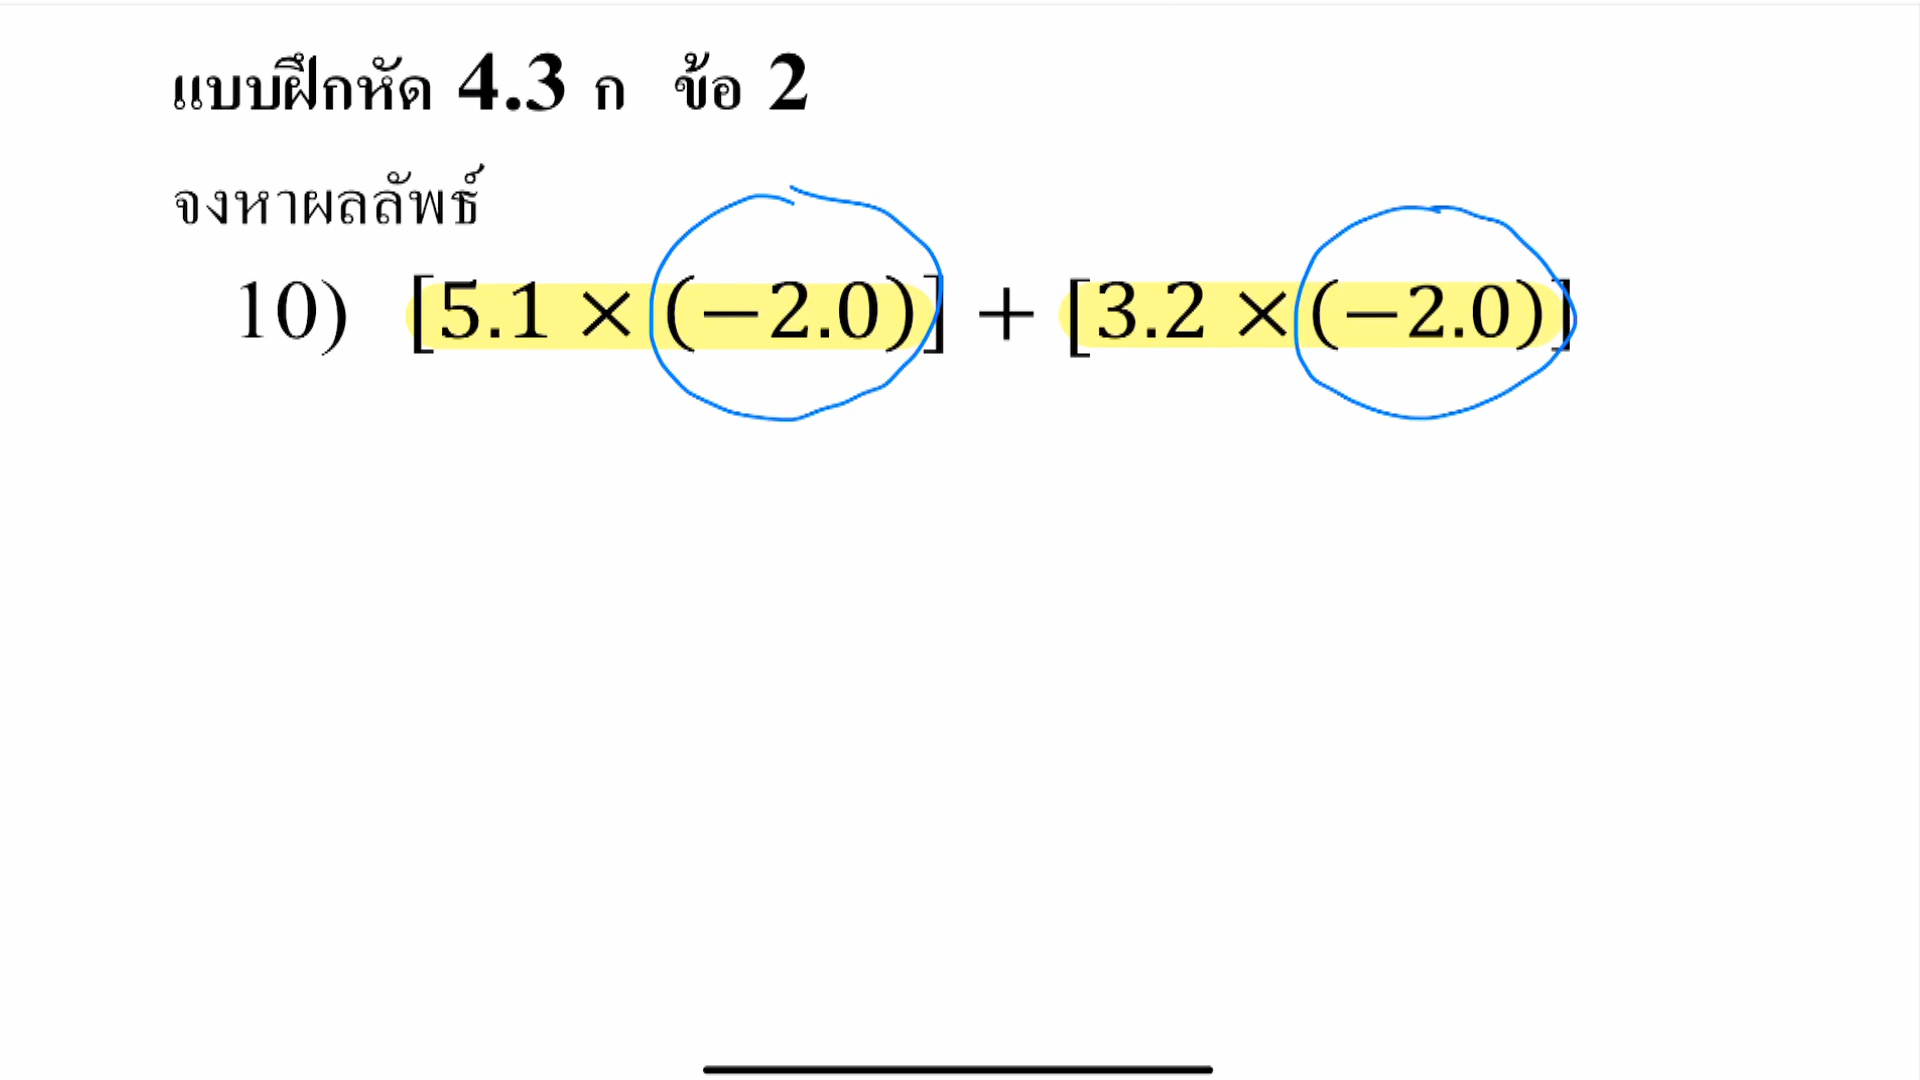 แบบฝึกหัด 4.3 ก ข้อ 2
จงหาผลลัพธ์
10) [5.1 × (−2.0)] + [3.2 × (−2.0)]